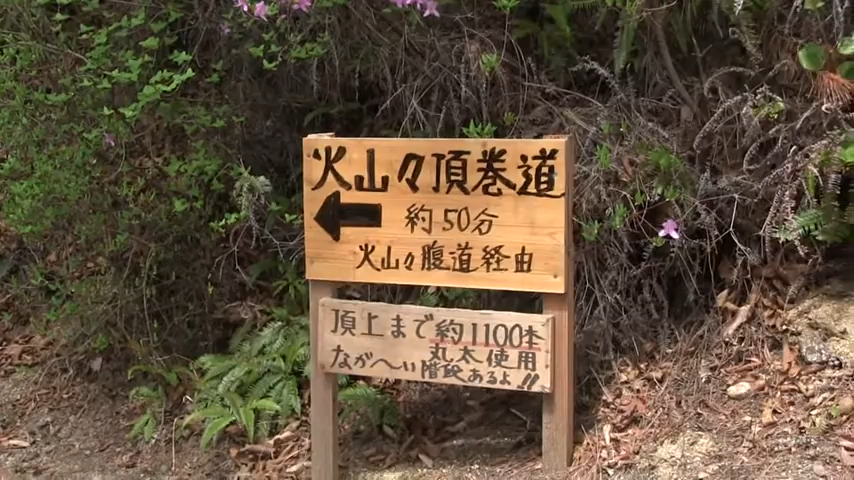 火山々頂巻道
約50分
火山々腹道経由
頂上まで約1100本
丸太使用
ながーい階段あるよ!!